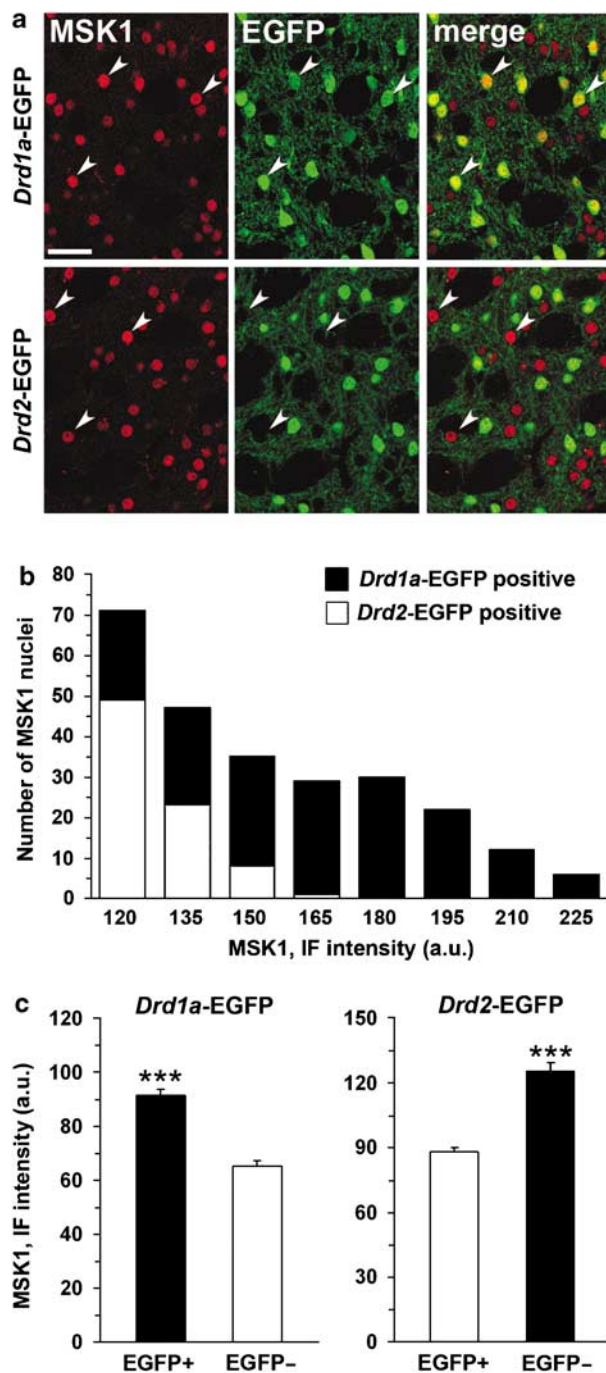 a
MSK1 EGFP merge
Drd1a-EGFP
Drd2-EGFP
b
Drd1a-EGFP positive
Drd2-EGFP positive
Number of MSK1 nuclei
80
70
60
50
40
30
20
10
0
120 135 150 165 180 195 210 225
MSK1, IF intensity (a.u.)
c
Drd1a-EGFP
MSK1, IF intensity (a.u.)
120
100
80
60
40
20
0
***
EGFP+ EGFP–
Drd2-EGFP
150
120
90
60
30
0
***
EGFP+ EGFP–